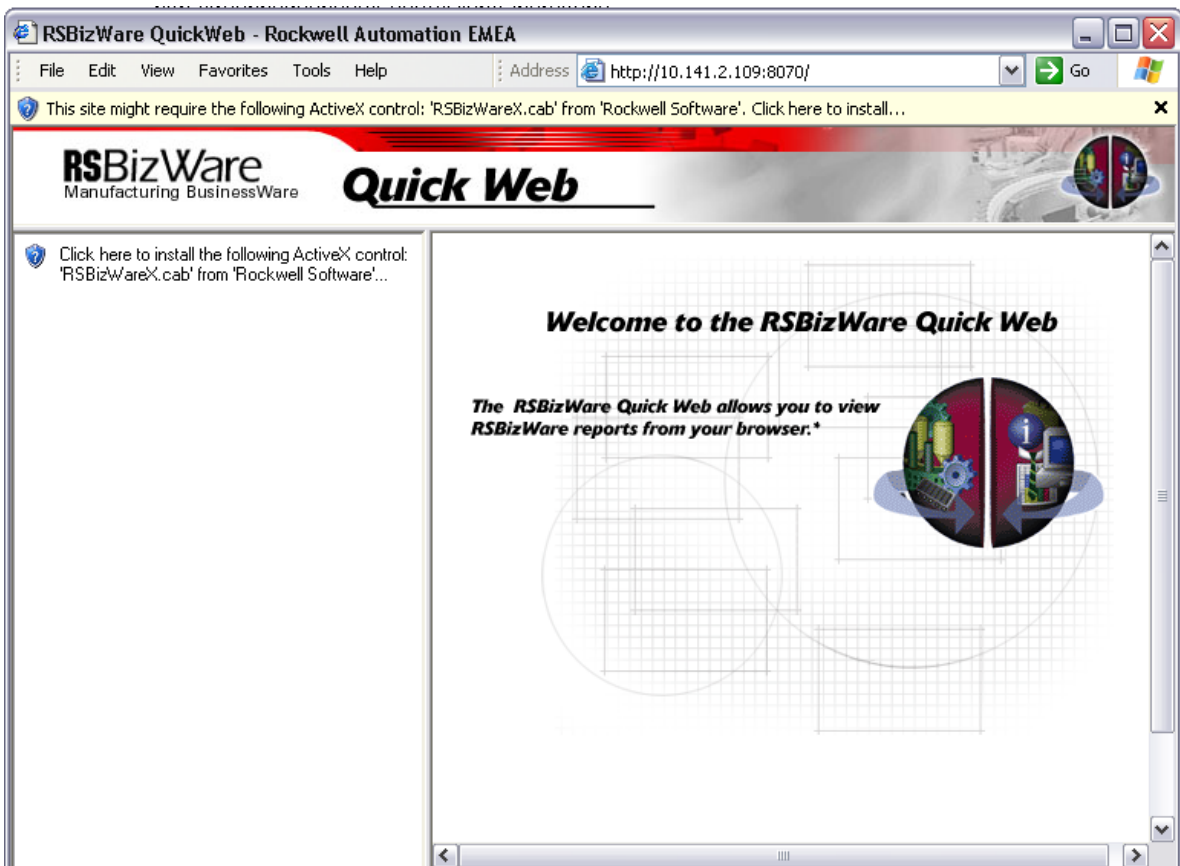 RSBizWare QuickWeb - Rockwell Automation EMEA
File Edit View Favorites Tools Help Address http://10.141.2.109:8070/ Go
This site might require the following ActiveX control: 'RSBizWareX.cab' from 'Rockwell Software'. Click here to install...
RSBizWare
Manufacturing BusinessWare
Quick Web
Click here to install the following ActiveX control:
'RSBizWareX.cab' from 'Rockwell Software'...
Welcome to the RSBizWare Quick Web
The RSBizWare Quick Web allows you to view
RSBizWare reports from your browser.*